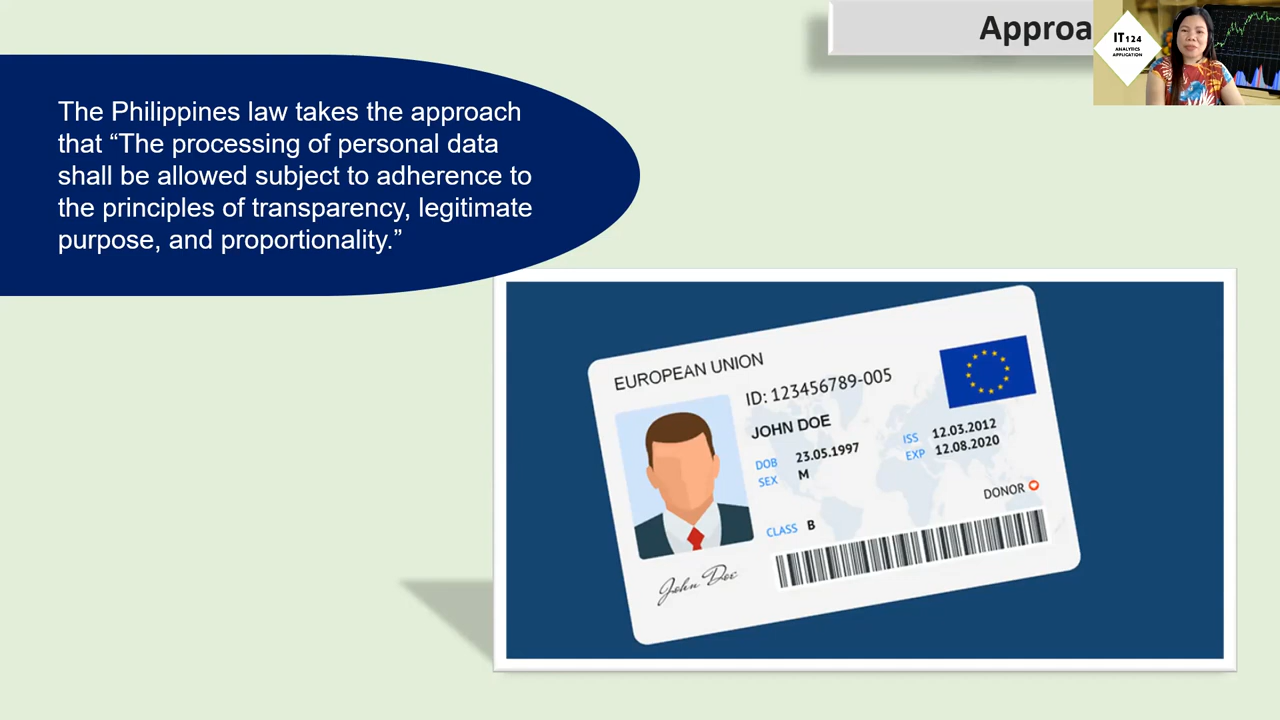 Approa
IT 124
ANALYTICS
APPLICATION
The Philippines law takes the approach
that “The processing of personal data
shall be allowed subject to adherence to
the principles of transparency, legitimate
purpose, and proportionality.”
EUROPEAN UNION
ID: 123456789-005
JOHN DOE
DOB 23.05.1997
SEX M
ISS 12.03.2012
EXP 12.08.2020
DONOR
CLASS B
John Doe